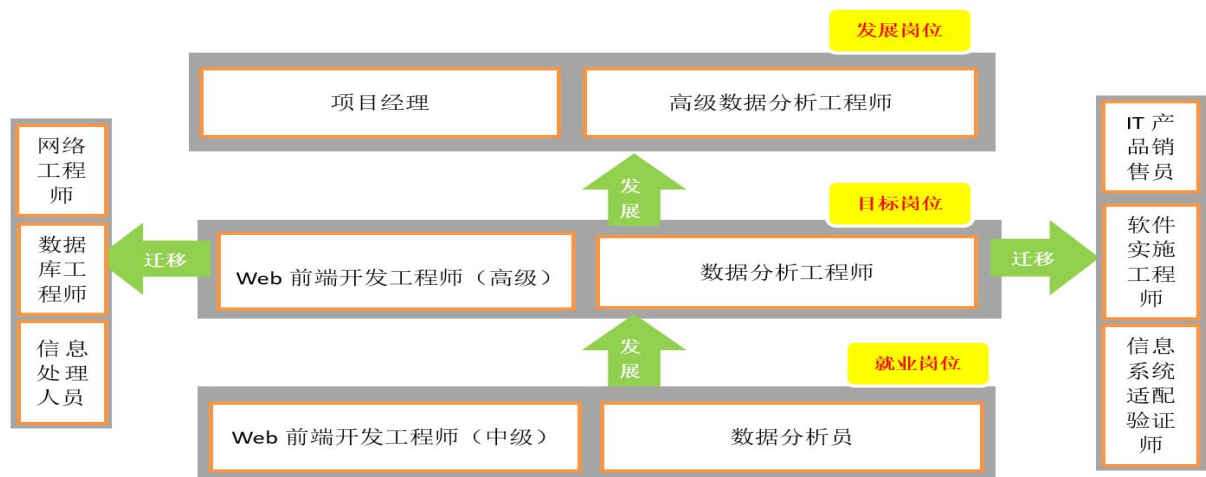 发展岗位
项目经理
高级数据分析工程师
网络
工程
师
数据
库工
程师
信息
处理
人员
迁移
发
展
目标岗位
Web 前端开发工程师（高级）
数据分析工程师
迁移
发
展
就业岗位
Web 前端开发工程师（中级）
数据分析员
IT 产
品销
售员
软件
实施
工程
师
信息
系统
适配
验证
师